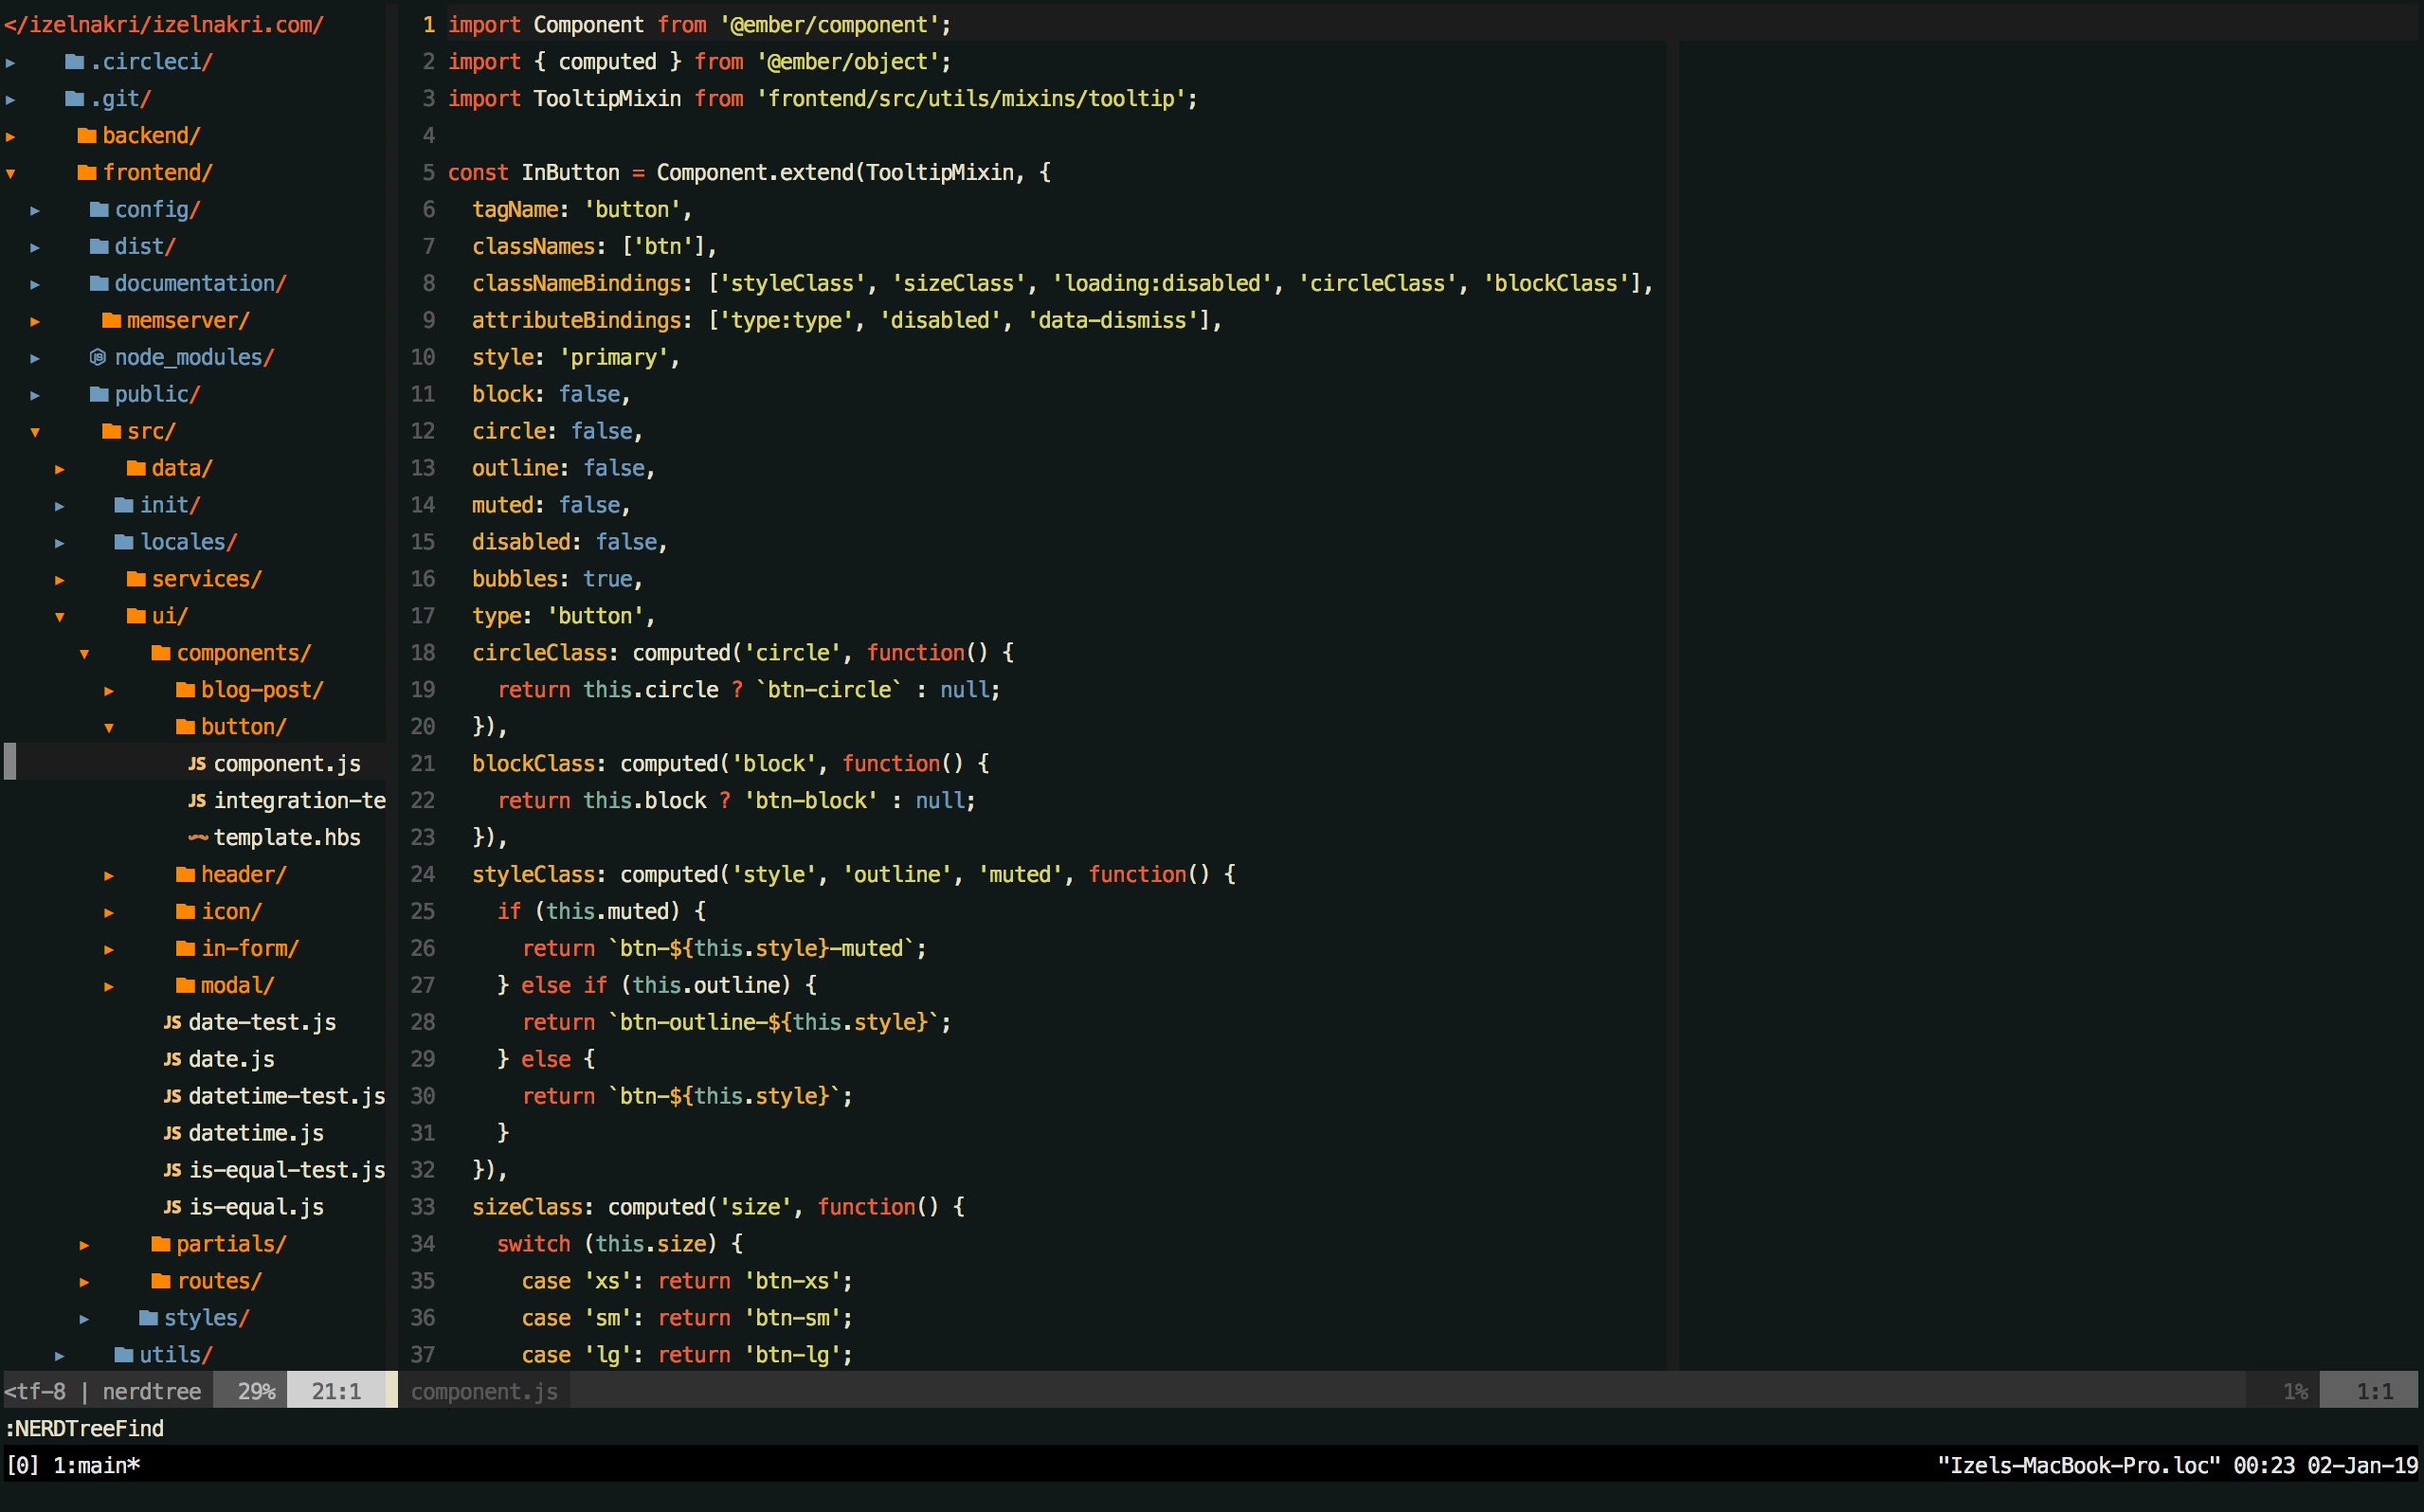 </izelnakri/izelnakri.com/
.circleci/
.git/
backend/
frontend/
config/
dist/
documentation/
memserver/
node_modules/
public/
src/
data/
init/
locales/
services/
ui/
components/
blog-post/
button/
JS component.js
JS integration-te
template.hbs
header/
icon/
in-form/
modal/
JS date-test.js
JS date.js
JS datetime-test.js
JS datetime.js
JS is-equal-test.js
JS is-equal.js
partials/
routes/
styles/
utils/
<tf-8 | nerdtree 29% 21:1
1 import Component from '@ember/component';
2 import { computed } from '@ember/object';
3 import TooltipMixin from 'frontend/src/utils/mixins/tooltip';
4
5 const InButton = Component.extend(TooltipMixin, {
6 tagName: 'button',
7 classNames: ['btn'],
8 classNameBindings: ['styleClass', 'sizeClass', 'loading:disabled', 'circleClass', 'blockClass'],
9 attributeBindings: ['type:type', 'disabled', 'data-dismiss'],
10 style: 'primary',
11 block: false,
12 circle: false,
13 outline: false,
14 muted: false,
15 disabled: false,
16 bubbles: true,
17 type: 'button',
18 circleClass: computed('circle', function() {
19 return this.circle ? `btn-circle` : null;
20 }),
21 blockClass: computed('block', function() {
22 return this.block ? 'btn-block' : null;
23 }),
24 styleClass: computed('style', 'outline', 'muted', function() {
25 if (this.muted) {
26 return `btn-${this.style}-muted`;
27 } else if (this.outline) {
28 return `btn-outline-${this.style}`;
29 } else {
30 return `btn-${this.style}`;
31 }
32 }),
33 sizeClass: computed('size', function() {
34 switch (this.size) {
35 case 'xs': return 'btn-xs';
36 case 'sm': return 'btn-sm';
37 case 'lg': return 'btn-lg';
component.js 1% 1:1
:NERDTreeFind
[0] 1:main* "Izels-MacBook-Pro.loc" 00:23 02-Jan-19